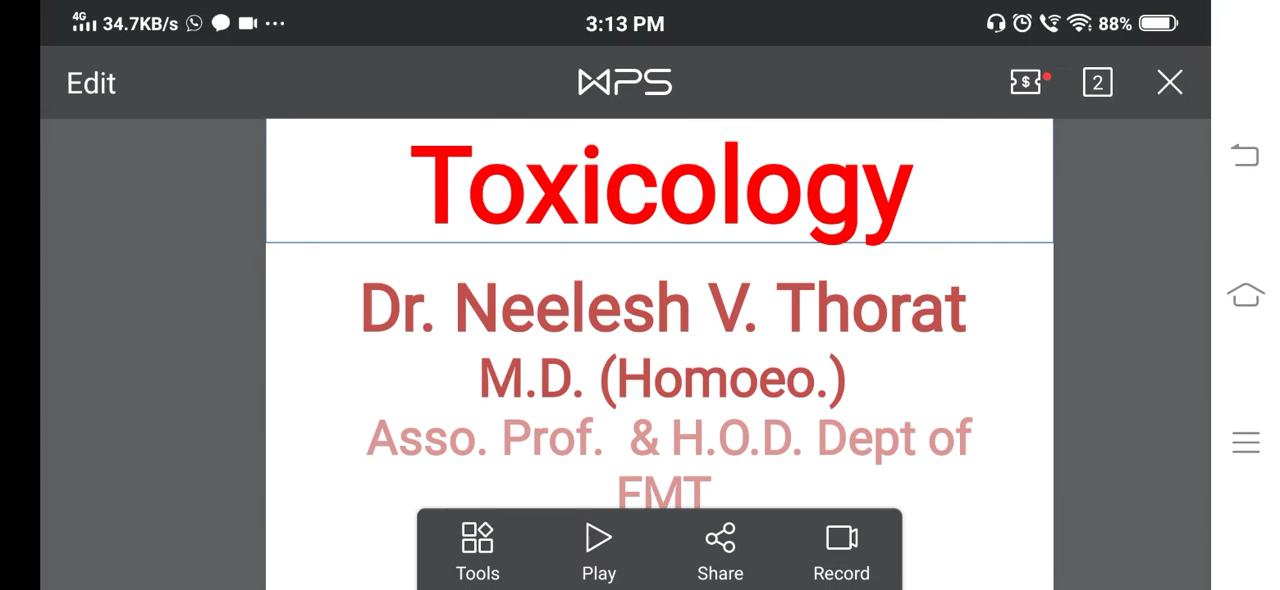 4G 34.7KB/s ... 3:13 PM 88%
Edit WPS $ 2
Toxicology
Dr. Neelesh V. Thorat
M.D. (Homoeo.)
Asso. Prof. & H.O.D. Dept of
FMT
Tools Play Share Record